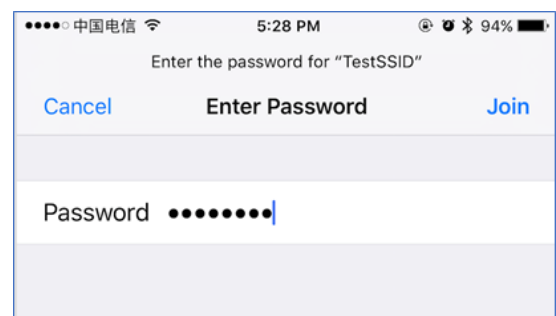 中国电信 5:28 PM 94%
Enter the password for “TestSSID”
Cancel Enter Password Join
Password ••••••••